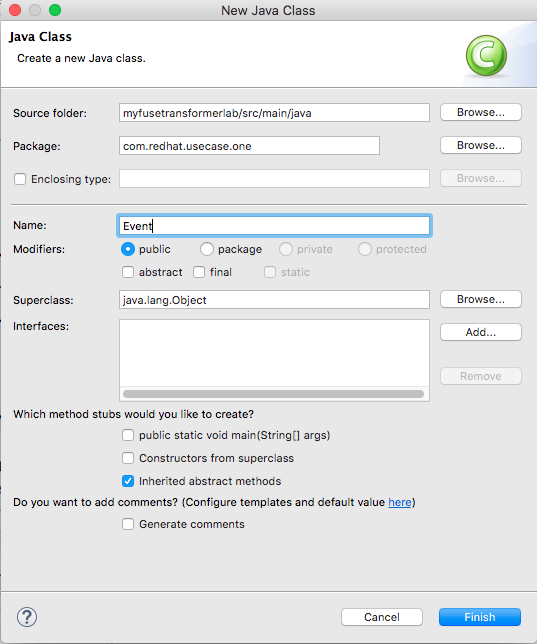 New Java Class
Java Class
Create a new Java class.
C
Source folder: myfusetransformerlab/src/main/java Browse...
Package: com.redhat.usecase.one Browse...
Enclosing type: Browse...
Name: Event
Modifiers: public package private protected
abstract final static
Superclass: java.lang.Object Browse...
Interfaces: Add...
Remove
Which method stubs would you like to create?
public static void main(String[] args)
Constructors from superclass
Inherited abstract methods
Do you want to add comments? (Configure templates and default value here)
Generate comments
? Cancel Finish